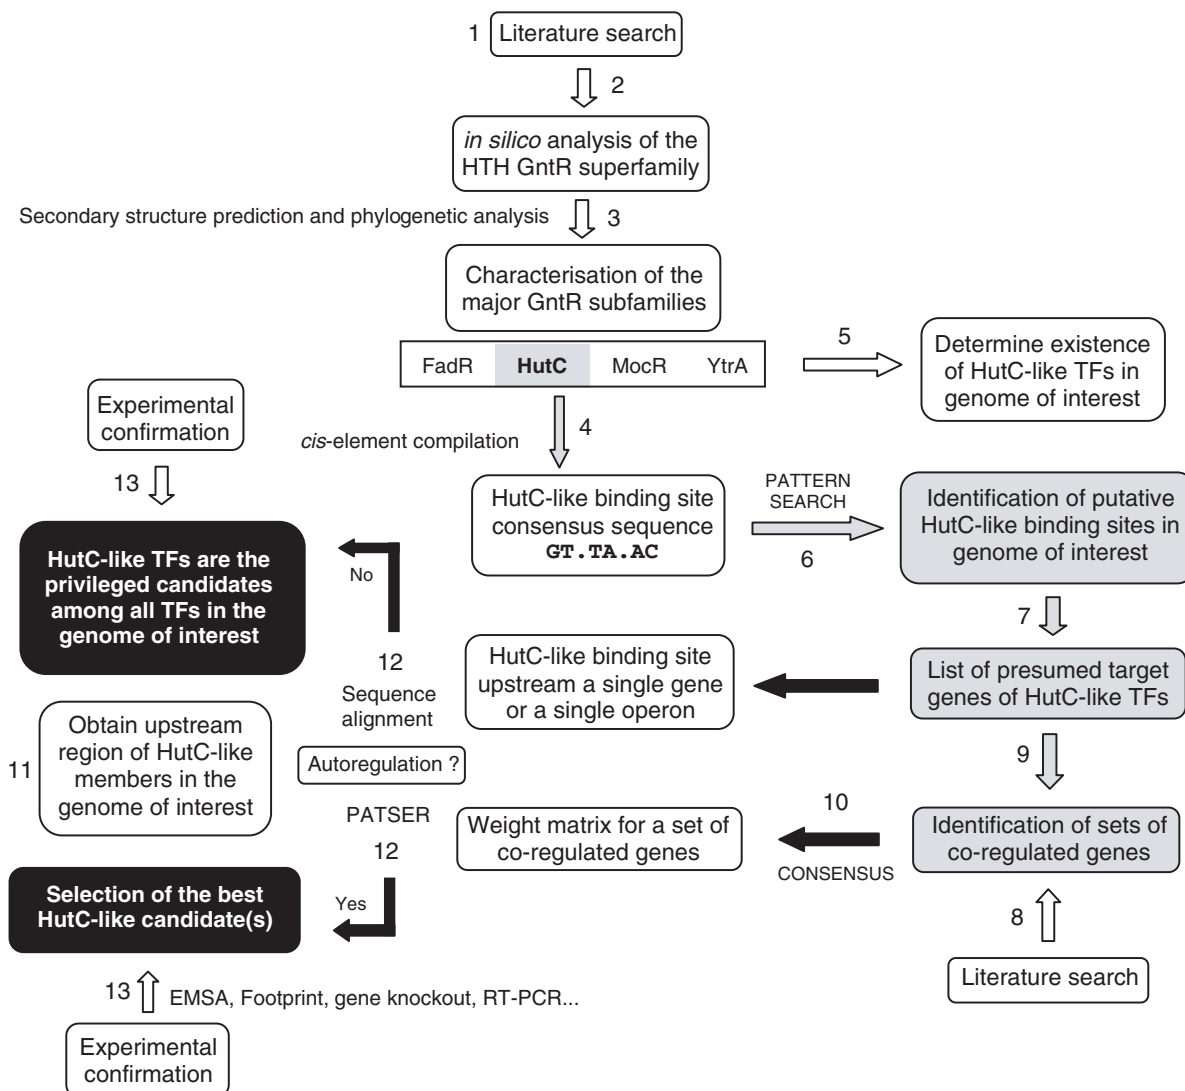 1 Literature search
2
in silico analysis of the
HTH GntR superfamily
Secondary structure prediction and phylogenetic analysis
3
Characterisation of the
major GntR subfamilies
FadR HutC MocR YtrA
5
Determine existence
of HutC-like TFs in
genome of interest
4
cis-element compilation
HutC-like binding site
consensus sequence
GT.TA.AC
PATTERN
SEARCH
6
Identification of putative
HutC-like binding sites in
genome of interest
7
List of presumed target
genes of HutC-like TFs
HutC-like binding site
upstream a single gene
or a single operon
9
Identification of sets of
co-regulated genes
8
Literature search
10
CONSENSUS
Weight matrix for a set of
co-regulated genes
Experimental
confirmation
13
HutC-like TFs are the
privileged candidates
among all TFs in the
genome of interest
No
12
Sequence
alignment
Autoregulation ?
PATSER
12
Yes
11
Obtain upstream
region of HutC-like
members in the
genome of interest
Selection of the best
HutC-like candidate(s)
13
EMSA, Footprint, gene knockout, RT-PCR...
Experimental
confirmation